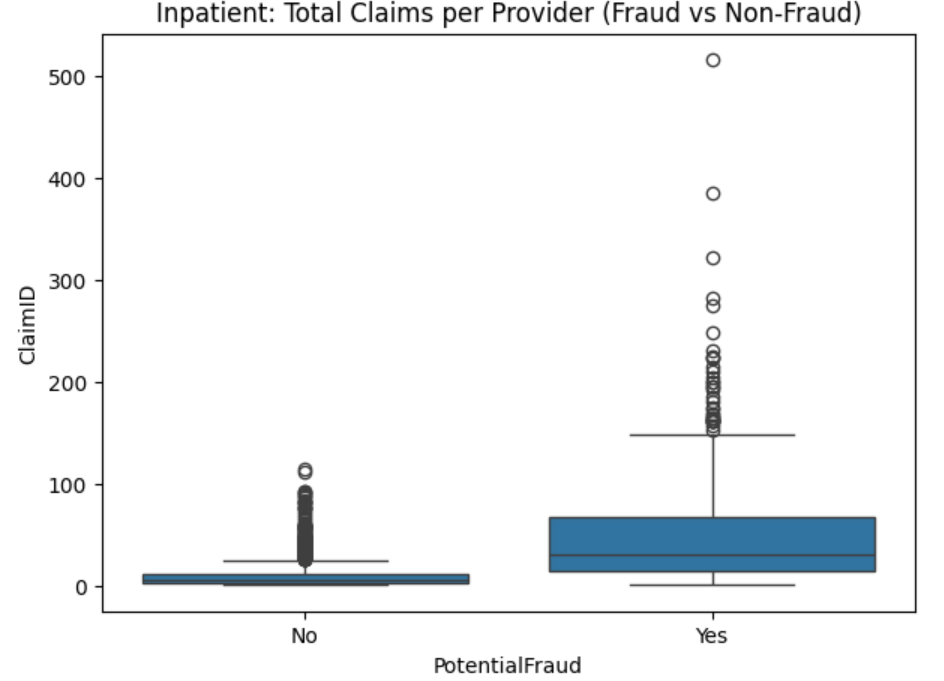 Inpatient: Total Claims per Provider (Fraud vs Non-Fraud)
500
400
300
200
100
0
ClaimID
No
Yes
PotentialFraud